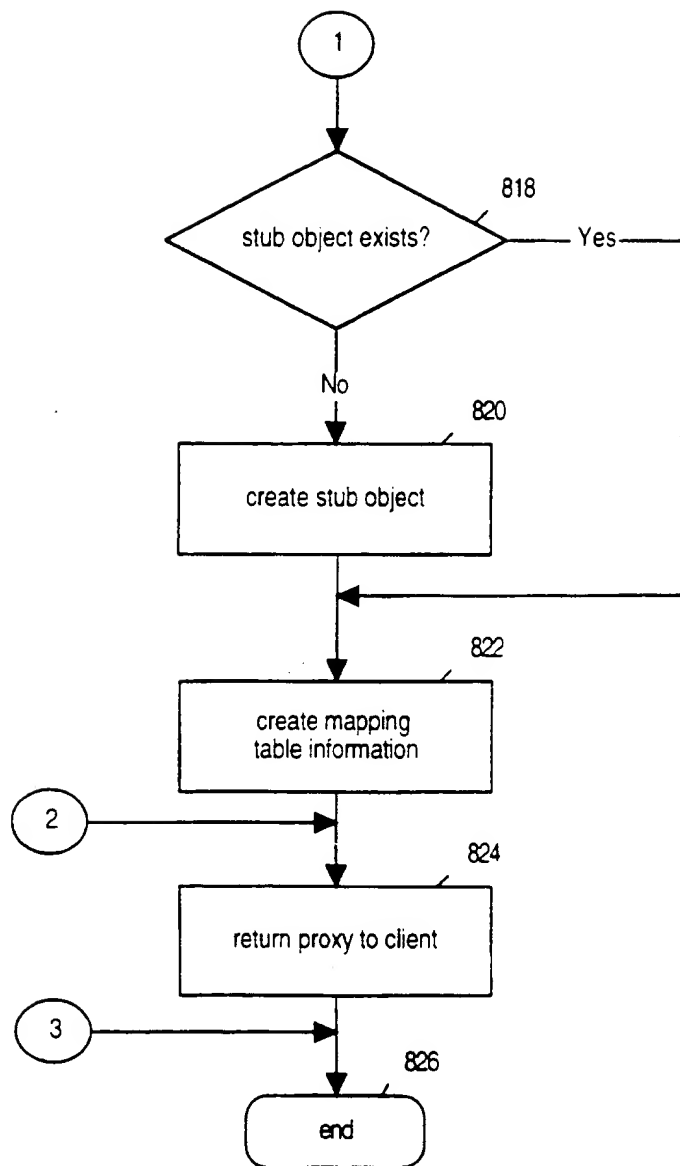 1
818
stub object exists?
Yes
No
820
create stub object
822
create mapping
table information
2
824
return proxy to client
3
826
end